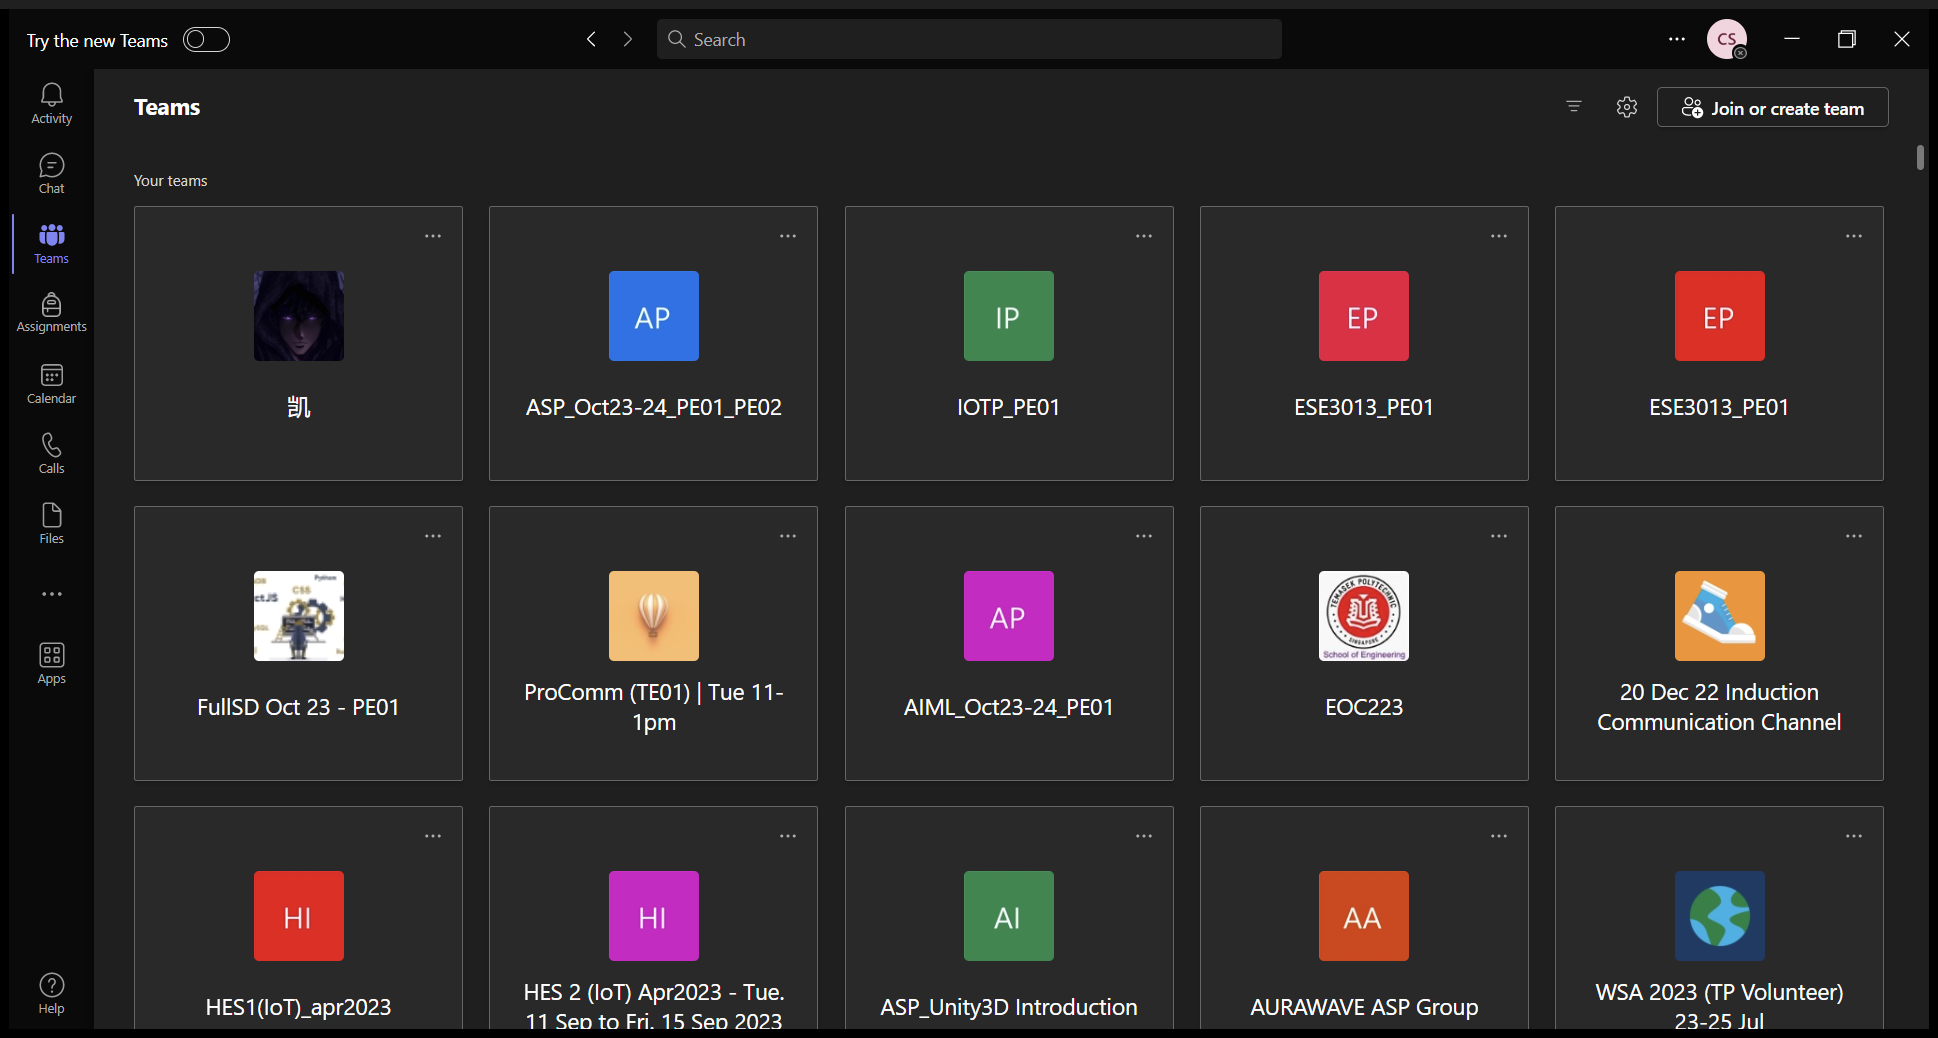 Try the new Teams
Search
CS
Activity
Chat
Teams
Assignments
Calendar
Calls
Files
Apps
Help
Teams
Join or create team
Your teams
凯
AP
ASP_Oct23-24_PE01_PE02
IP
IOTP_PE01
EP
ESE3013_PE01
EP
ESE3013_PE01
Python
CSS
ctJS
FullSD Oct 23 - PE01
ProComm (TE01) | Tue 11-
1pm
AP
AIML_Oct23-24_PE01
TEMASEK POLYTECHNIC
SINGAPORE
School of Engineering
EOC223
20 Dec 22 Induction
Communication Channel
HI
HES1(IoT)_apr2023
HI
HES 2 (IoT) Apr2023 - Tue.
11 Sep to Fri. 15 Sep 2023
AI
ASP_Unity3D Introduction
AA
AURAWAVE ASP Group
WSA 2023 (TP Volunteer)
23-25 Jul